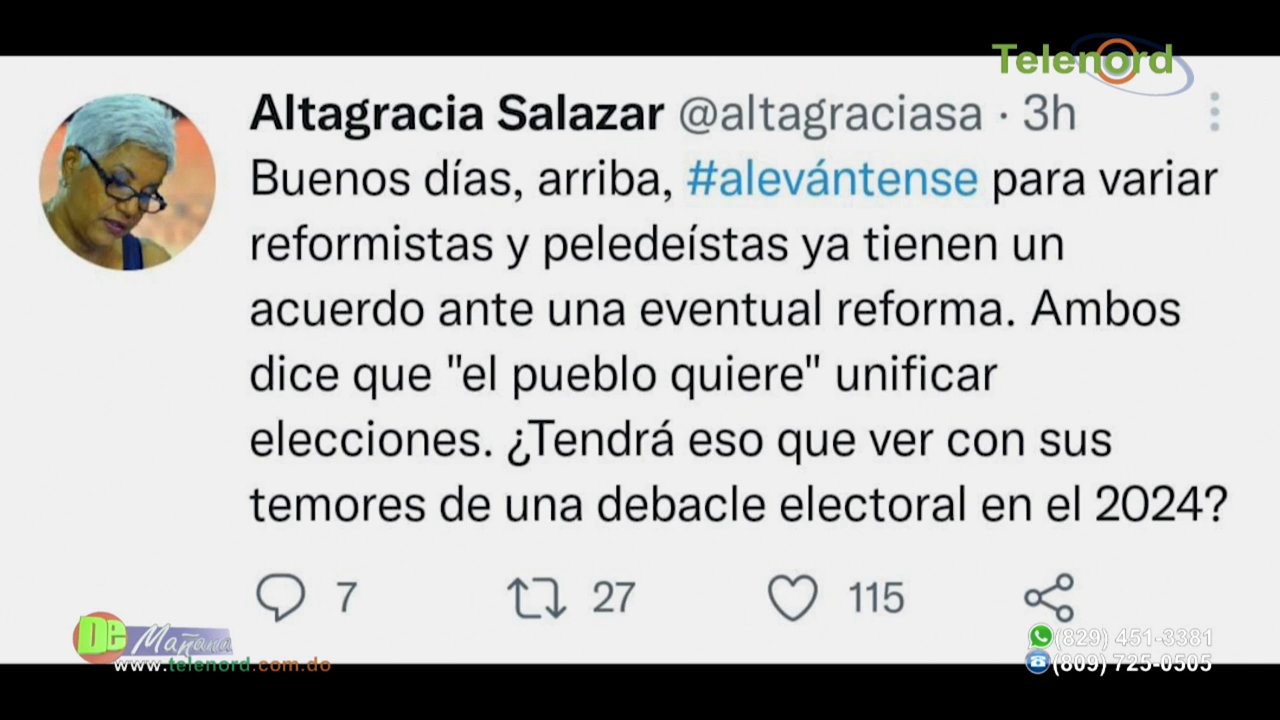 Telenord
Altagracia Salazar @altagraciasa · 3h
Buenos días, arriba, #alevántense para variar
reformistas y peledeístas ya tienen un
acuerdo ante una eventual reforma. Ambos
dice que "el pueblo quiere" unificar
elecciones. ¿Tendrá eso que ver con sus
temores de una debacle electoral en el 2024?
7 27 115
De Mañana
www.telenord.com.do
(829) 451-3381
(809) 725-0505